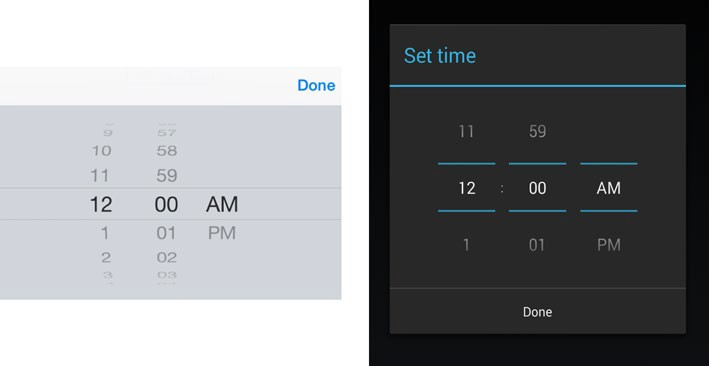 Done
9 57
10 58
11 59
12 00 AM
1 01 PM
2 02
3 03
Set time
11 59
12 : 00 AM
1 01 PM
Done